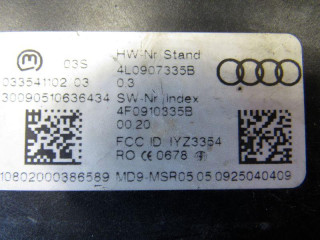 03S HW-Nr. Stand
033541102 03 4L0907335B
0.3
30090510636434 SW-Nr. index
4F0910335B
00.20
FCC ID: IYZ3354
RO CE 0678
10802000386589 MD9-MSR05.05.0925040409